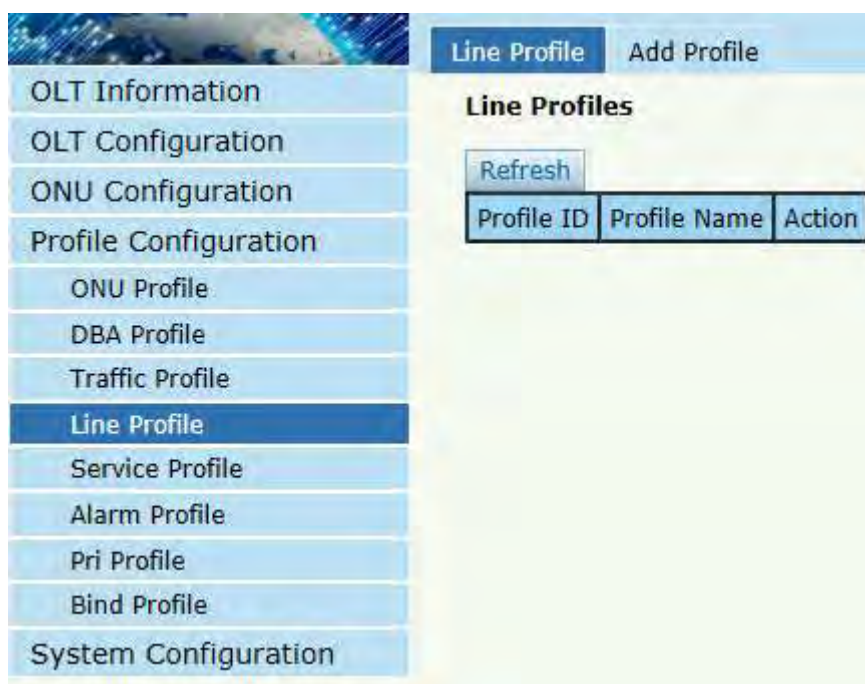 OLT Information
OLT Configuration
ONU Configuration
Profile Configuration
ONU Profile
DBA Profile
Traffic Profile
Line Profile
Service Profile
Alarm Profile
Pri Profile
Bind Profile
System Configuration
Line Profile Add Profile
Line Profiles
Refresh
Profile ID Profile Name Action